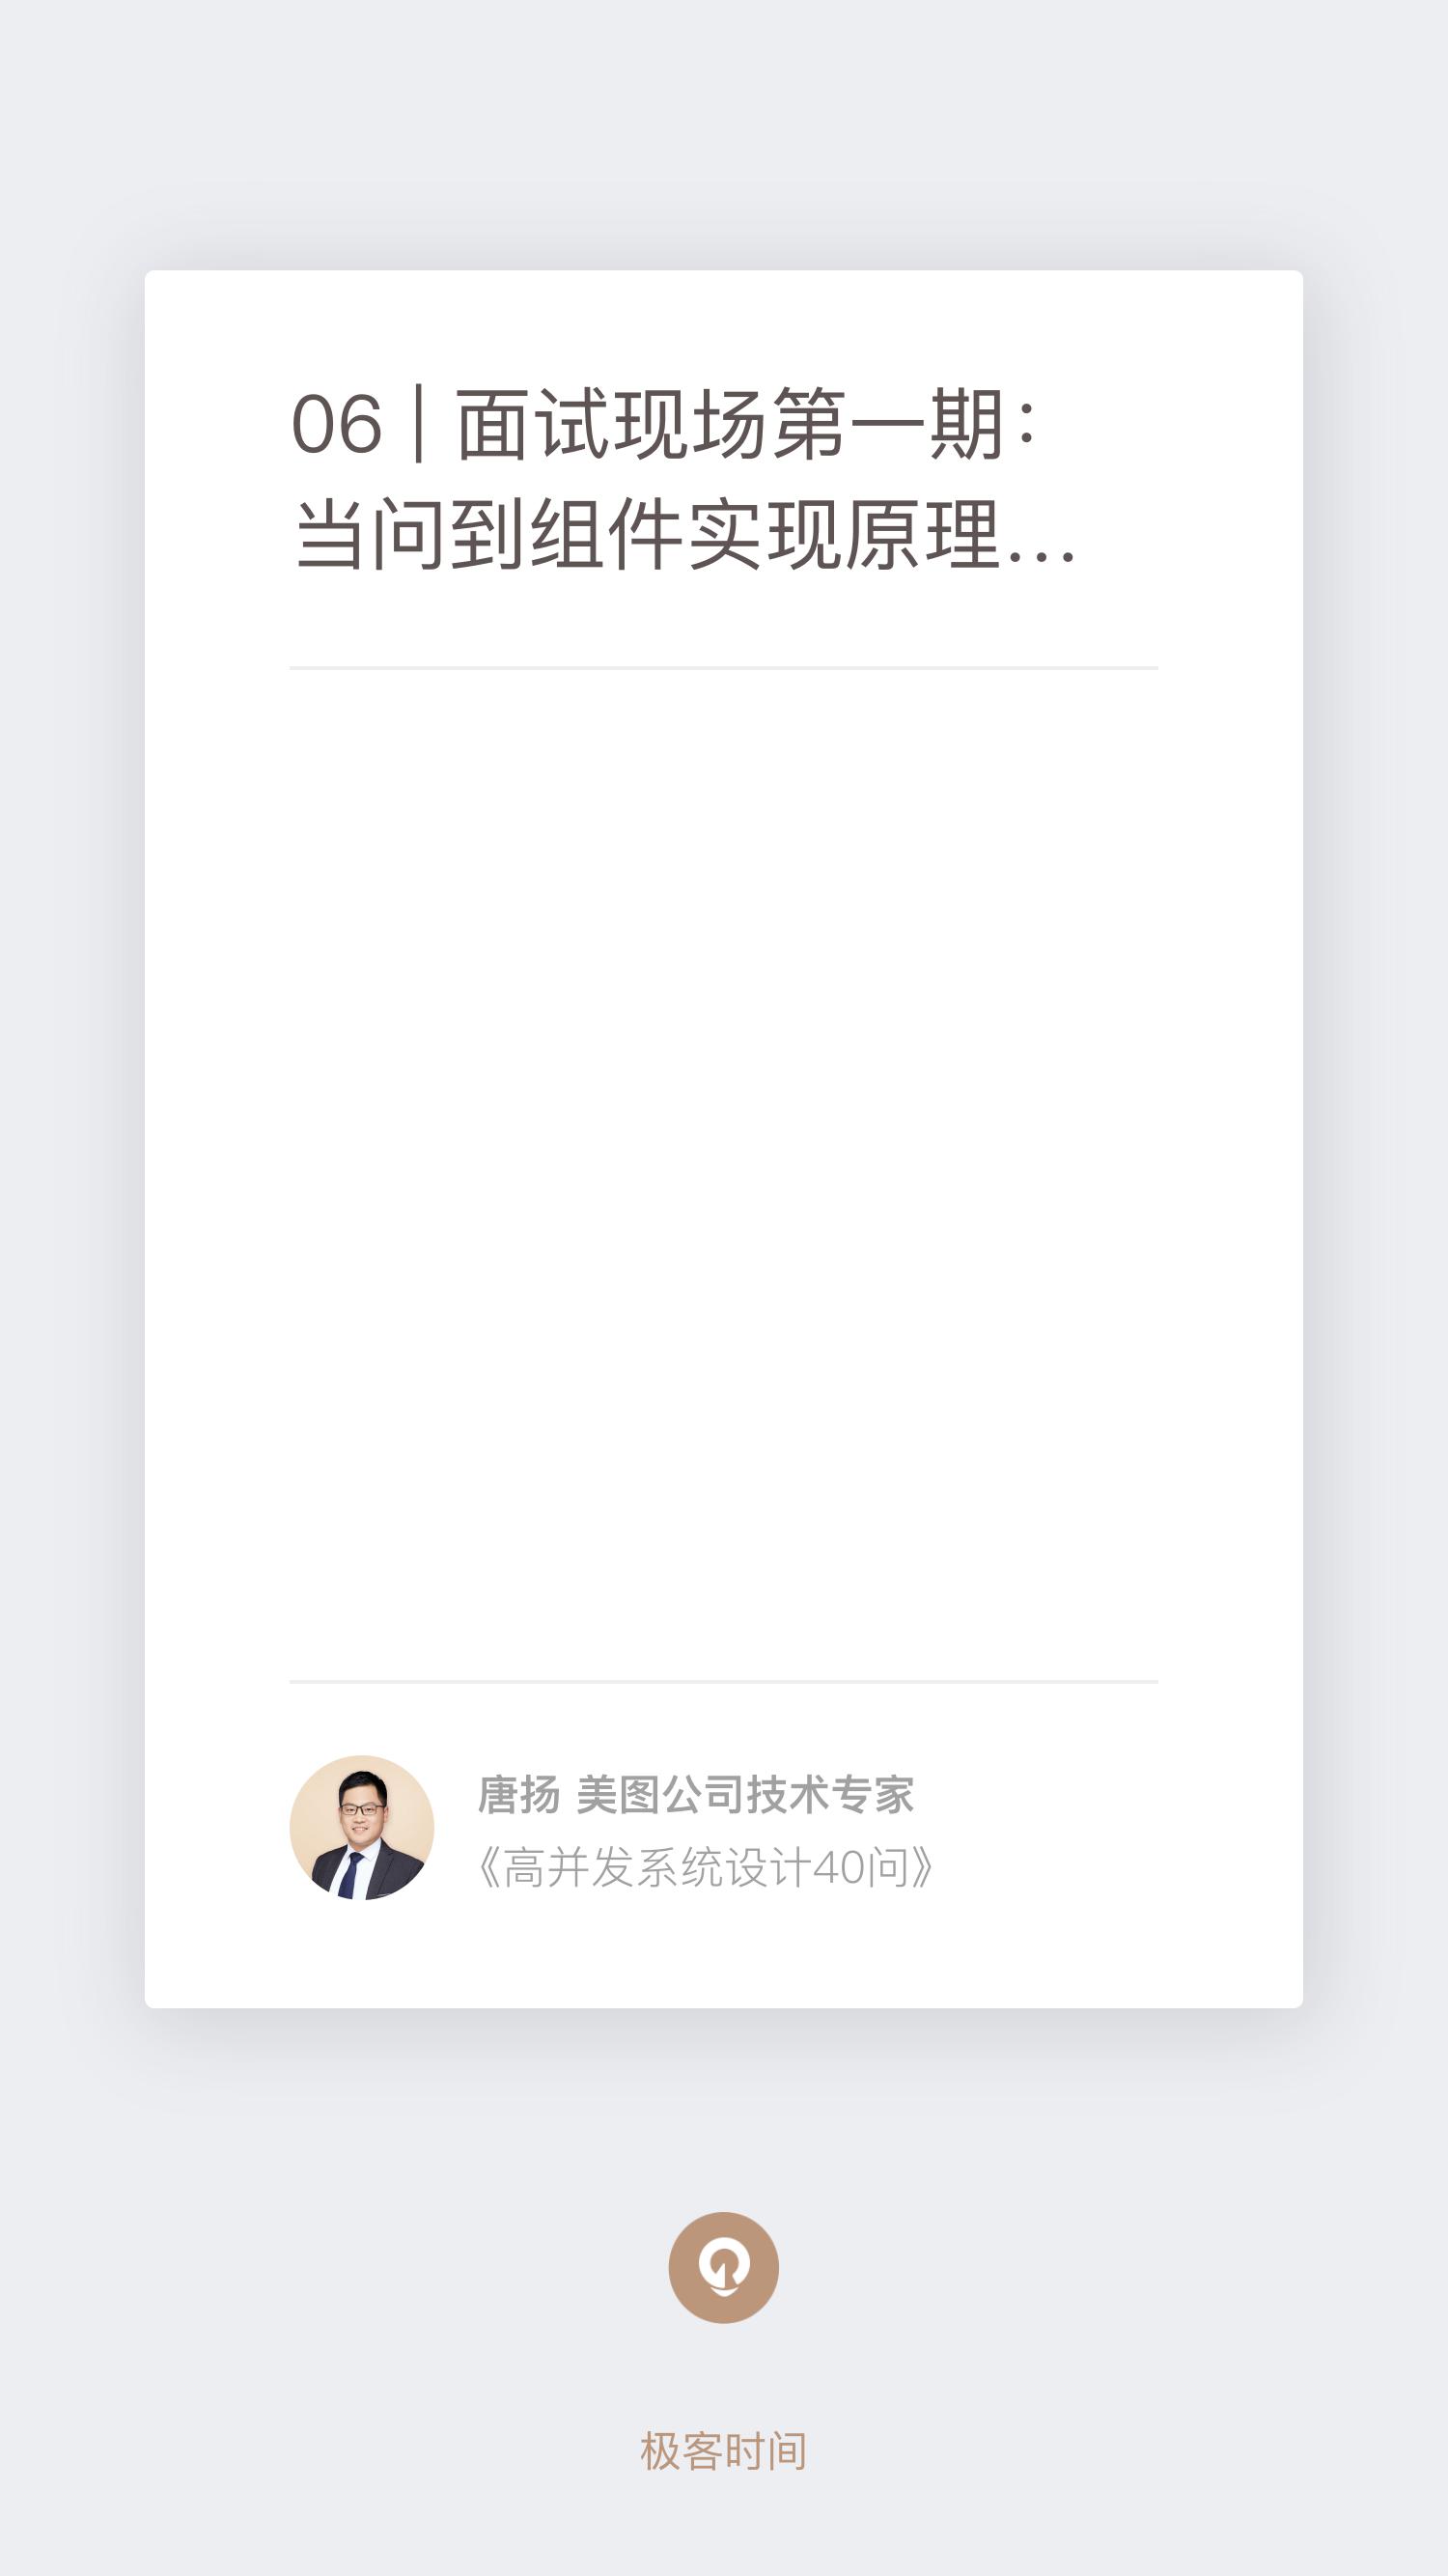 06 | 面试现场第一期：
当问到组件实现原理…
唐扬 美图公司技术专家
《高并发系统设计40问》
极客时间